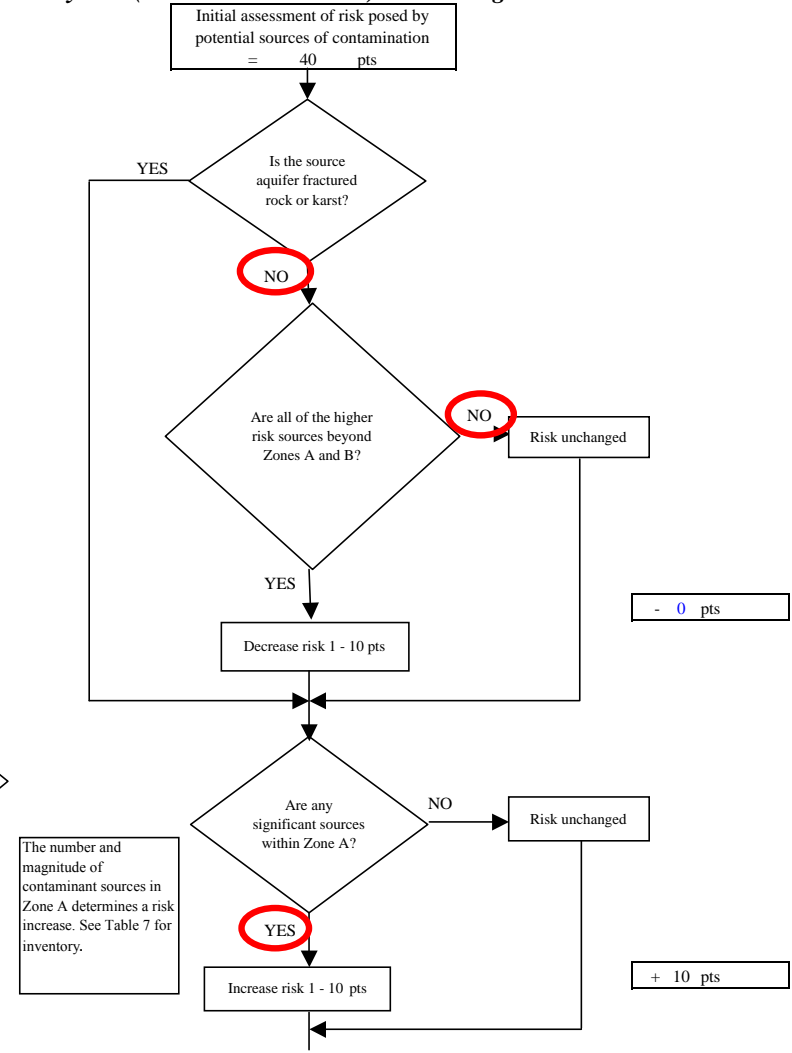 Initial assessment of risk posed by
potential sources of contamination
= 40 pts
YES
Is the source
aquifer fractured
rock or karst?
NO
Are all of the higher
risk sources beyond
Zones A and B?
NO
Risk unchanged
YES
- 0 pts
Decrease risk 1 - 10 pts
Are any
significant sources
within Zone A?
NO
Risk unchanged
The number and
magnitude of
contaminant sources in
Zone A determines a risk
increase. See Table 7 for
inventory.
YES
+ 10 pts
Increase risk 1 - 10 pts